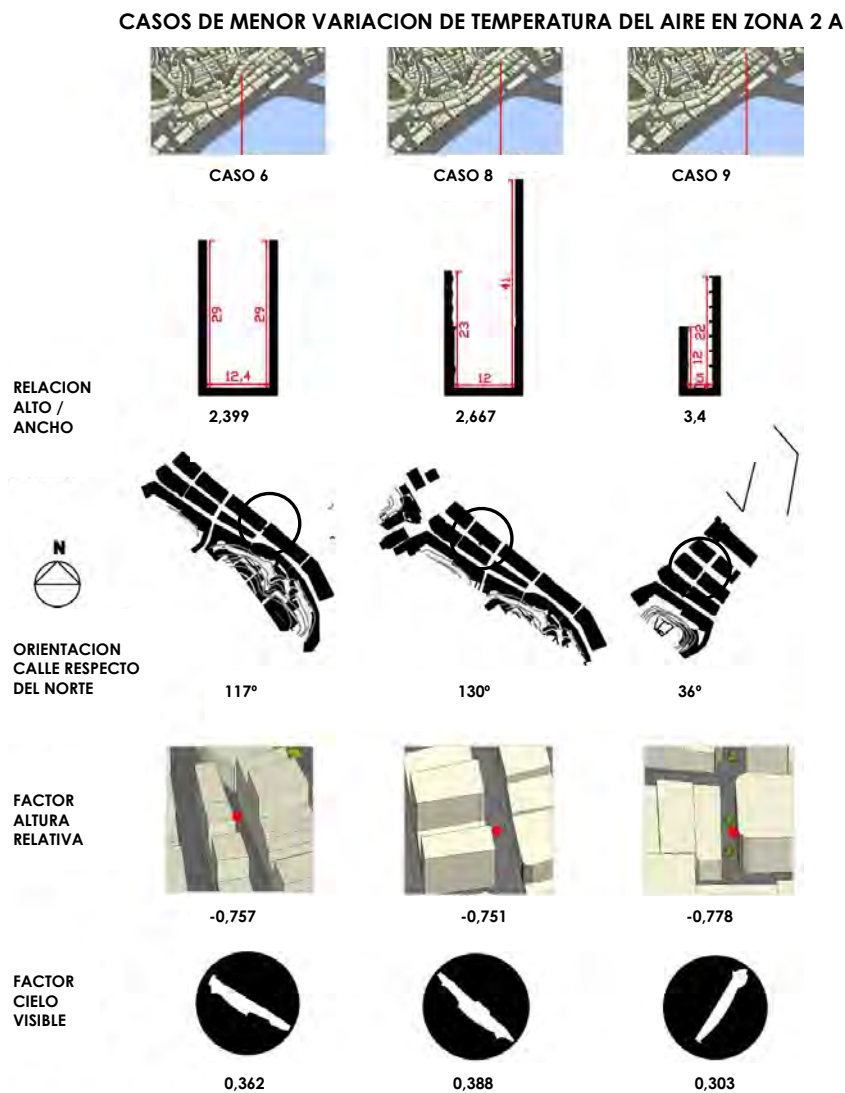 CASOS DE MENOR VARIACION DE TEMPERATURA DEL AIRE EN ZONA 2 A
CASO 6
CASO 8
CASO 9
29
29
12,4
23
41
12
12
22
5
RELACION
ALTO /
ANCHO
2,399
2,667
3,4
N
ORIENTACION
CALLE RESPECTO
DEL NORTE
117º
130º
36º
FACTOR
ALTURA
RELATIVA
-0,757
-0,751
-0,778
FACTOR
CIELO
VISIBLE
0,362
0,388
0,303